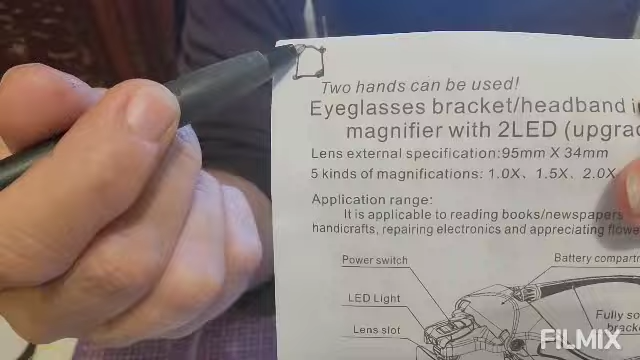 Two hands can be used!
Eyeglasses bracket/headband
magnifier with 2LED
Lens external specification:95mm X 34mm
5 kinds of magnifications: 1.0X、1.5X、2.0X
Application range:
It is applicable to reading books/newspapers
handicrafts, repairing electronics and appreciating
Power switch
Battery
LED Light
Fully
Lens slot
FILMIX